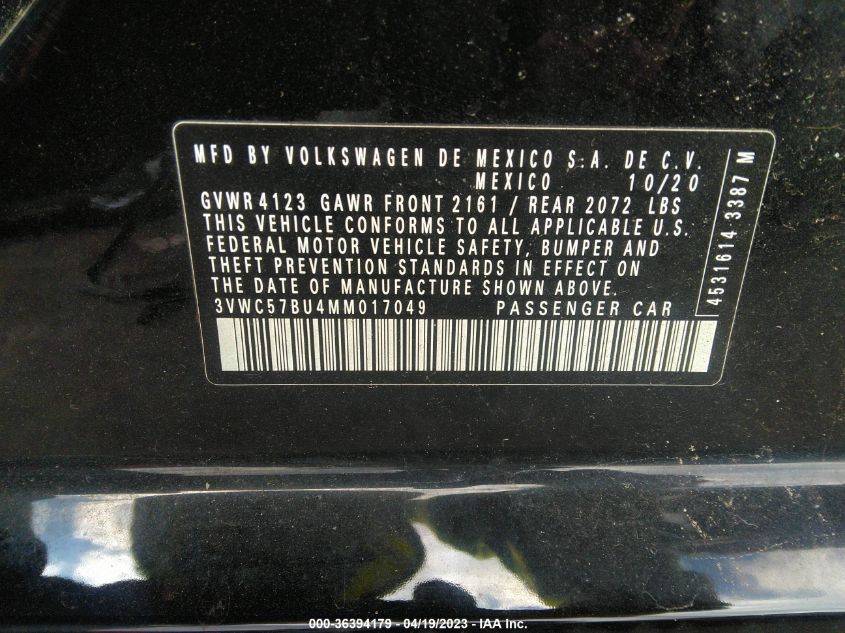 MFD BY VOLKSWAGEN DE MEXICO S.A. DE C.V.
MEXICO 10/20
GVWR 4123 GAWR FRONT 2161 / REAR 2072 LBS
THIS VEHICLE CONFORMS TO ALL APPLICABLE U.S.
FEDERAL MOTOR VEHICLE SAFETY, BUMPER AND
THEFT PREVENTION STANDARDS IN EFFECT ON
THE DATE OF MANUFACTURE SHOWN ABOVE.
3VWC57BU4MM017049 PASSENGER CAR
4531614 3387 M
000-36394179 - 04/19/2023 - IAA Inc.